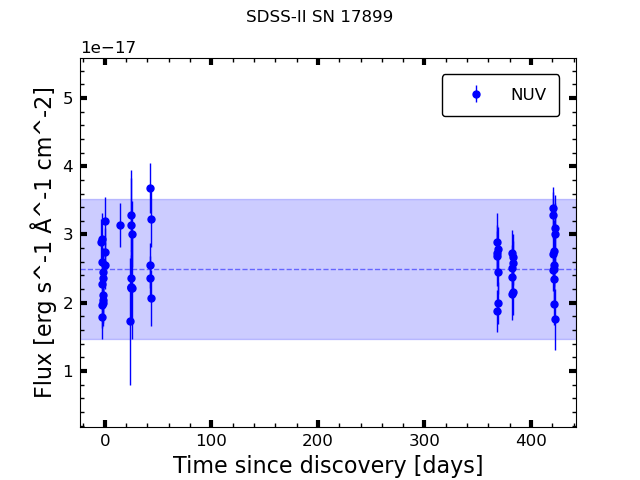 SDSS-II SN 17899
1e−17
NUV
5
4
3
2
1
Flux [erg s^-1 Å^-1 cm^-2]
0 100 200 300 400
Time since discovery [days]